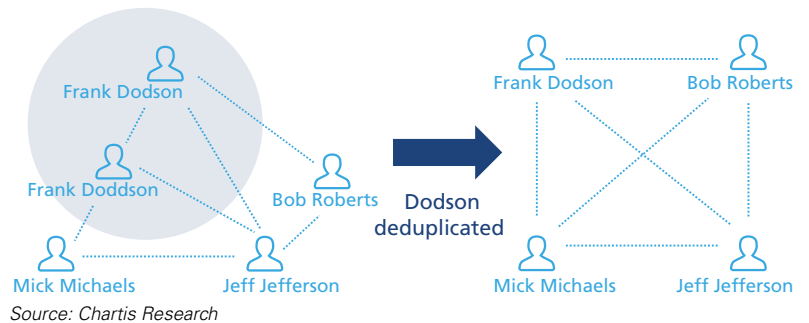 Frank Dodson
Frank Doddson
Bob Roberts
Mick Michaels
Jeff Jefferson
Dodson
deduplicated
Frank Dodson
Bob Roberts
Mick Michaels
Jeff Jefferson
Source: Chartis Research